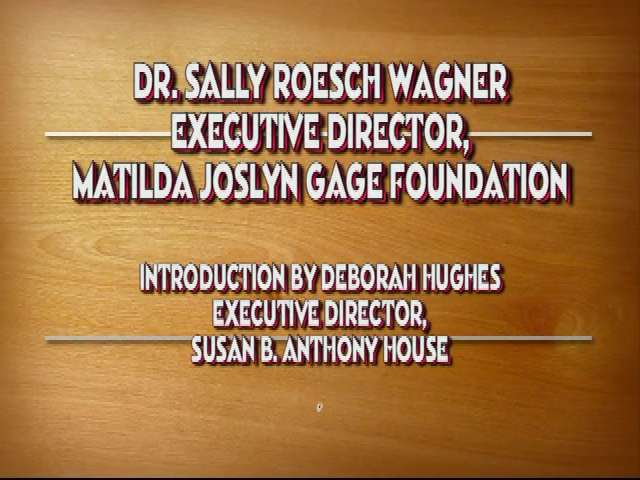 DR. SALLY ROESCH WAGNER
EXECUTIVE DIRECTOR,
MATILDA JOSLYN GAGE FOUNDATION
INTRODUCTION BY DEBORAH HUGHES
EXECUTIVE DIRECTOR,
SUSAN B. ANTHONY HOUSE
,